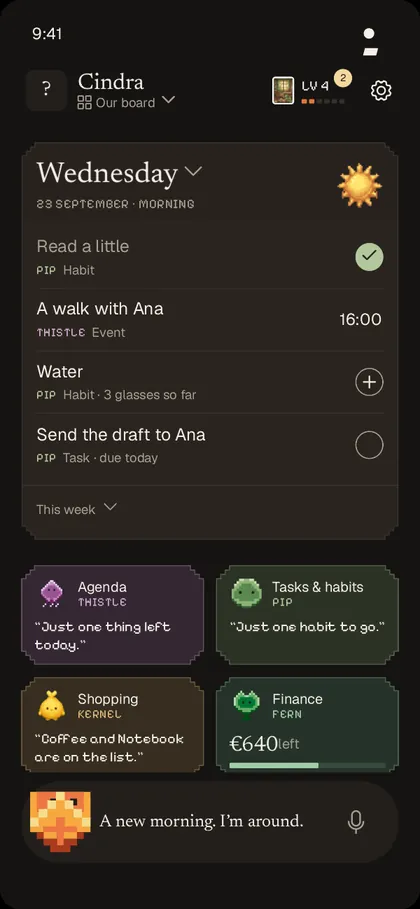 9:41
?
Cindra
Our board
LV 4
2
Wednesday
23 SEPTEMBER · MORNING
Read a little
PIP Habit
A walk with Ana
16:00
THISTLE Event
Water
PIP Habit · 3 glasses so far
Send the draft to Ana
PIP Task · due today
This week
Agenda
THISTLE
“Just one thing left
today.”
Tasks & habits
PIP
“Just one habit to go.”
Shopping
KERNEL
“Coffee and Notebook
are on the list.”
Finance
FERN
€640 left
A new morning. I’m around.